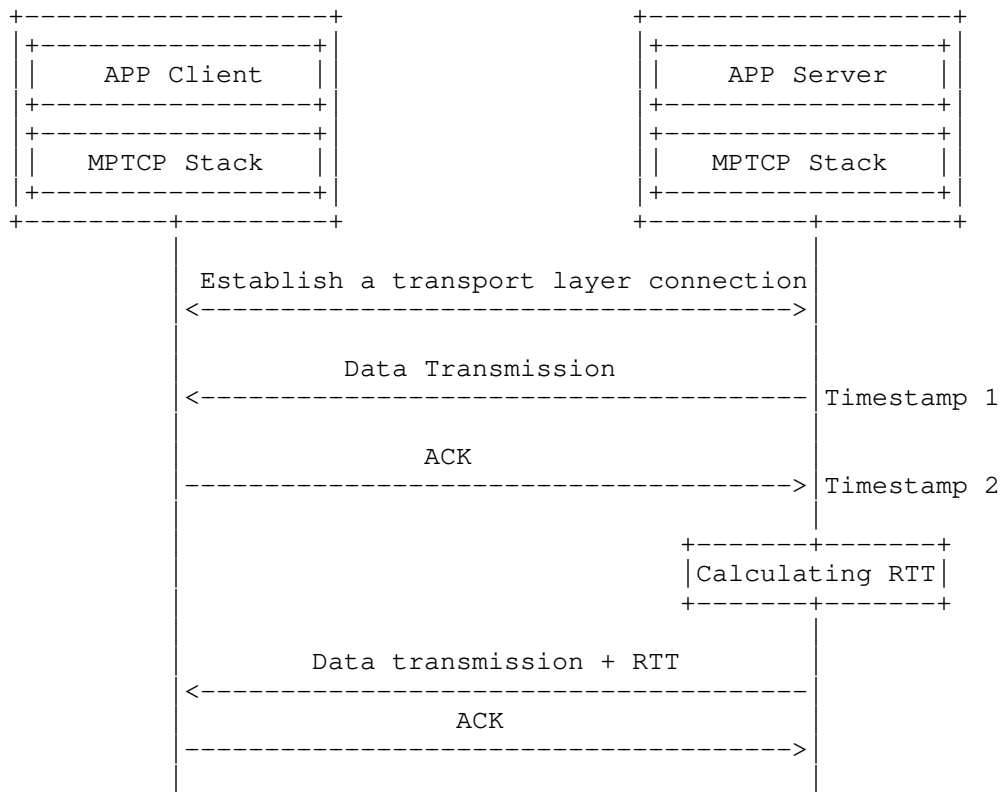 APP Client APP Server
MPTCP Stack MPTCP Stack
Establish a transport layer connection
Data Transmission
Timestamp 1
ACK
Timestamp 2
Calculating RTT
Data transmission + RTT
ACK